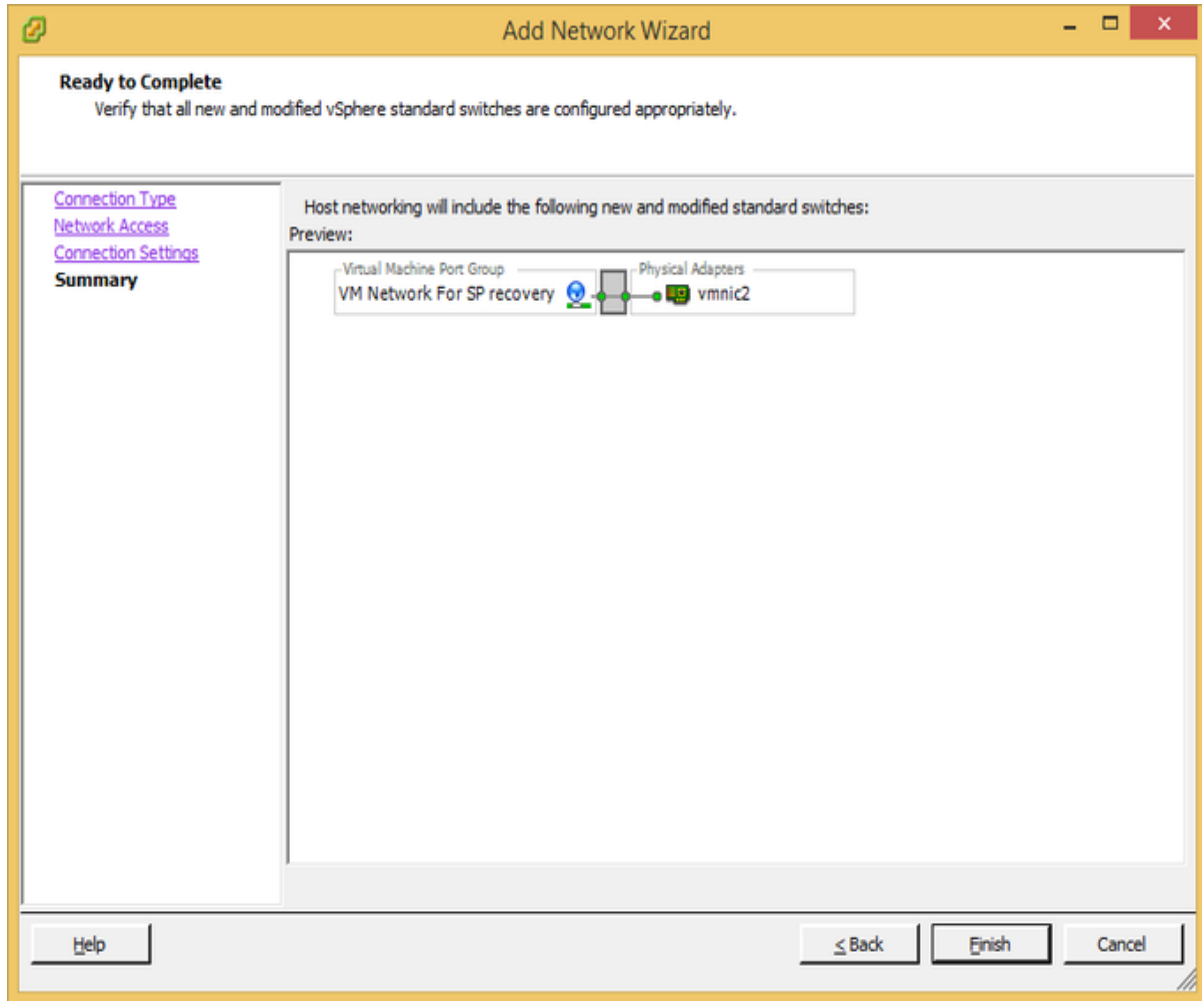 Add Network Wizard
Ready to Complete
Verify that all new and modified vSphere standard switches are configured appropriately.
Connection Type
Network Access
Connection Settings
Summary
Host networking will include the following new and modified standard switches:
Preview:
Virtual Machine Port Group
Physical Adapters
VM Network For SP recovery
vmnic2
Help
< Back
Finish
Cancel